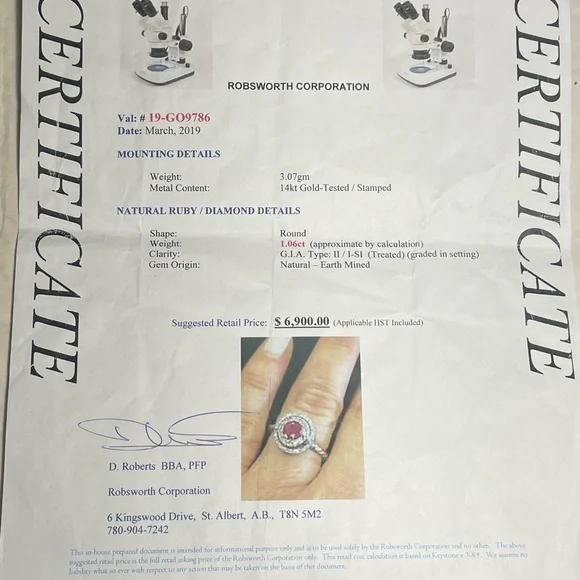 CERTIFICATE
CERTIFICATE
ROBSWORTH CORPORATION
Val: # 19-GO9786
Date: March, 2019
MOUNTING DETAILS
Weight: 3.07gm
Metal Content: 14kt Gold-Tested / Stamped
NATURAL RUBY / DIAMOND DETAILS
Shape: Round
Weight: 1.06ct (approximate by calculation)
Clarity: G.I.A. Type: II / I-SI (Treated) (graded in setting)
Gem Origin: Natural – Earth Mined
Suggested Retail Price: $ 6,900.00 (Applicable HST Included)
D. Roberts BBA, PFP
Robsworth Corporation
6 Kingswood Drive, St. Albert, A.B., T8N 5M2
780-904-7242
This in-house prepared document is intended for informational purpose only and is to be used solely by the Robsworth Corporation and no other. The above
suggested retail price is the full retail asking price of the Robsworth Corporation only. This retail cost calculation is based on Keystone x 3-8+. We assume no
liability what so ever with respect to any action that may be taken on the basis of this document.